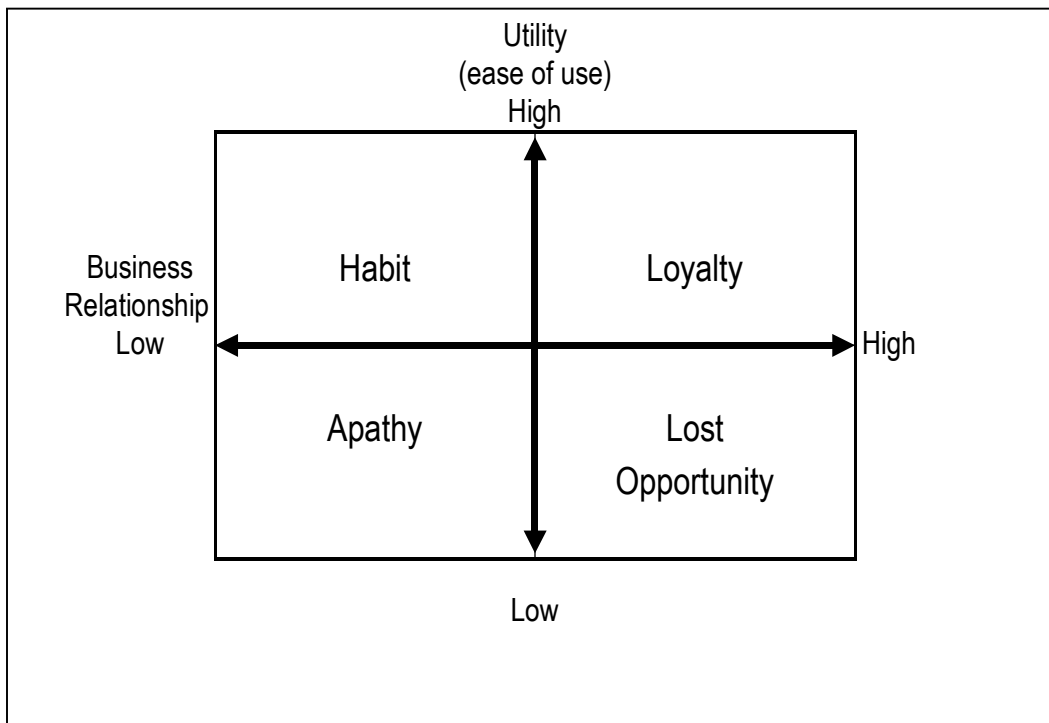 Utility
(ease of use)
High
Business
Relationship
Low
Habit
Loyalty
High
Apathy
Lost
Opportunity
Low